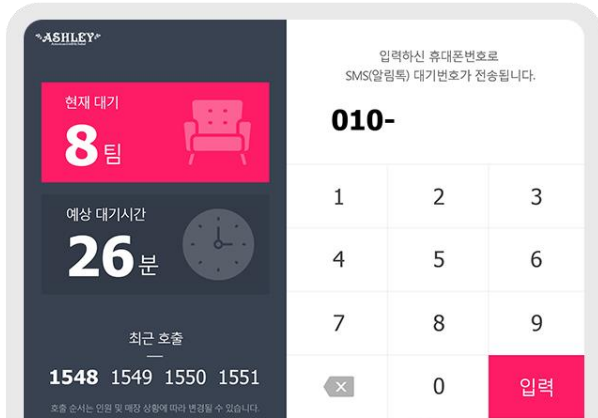 ASHLEY
현재 대기
8팀
예상 대기시간
26분
최근 호출
1548 1549 1550 1551
호출 순서는 인원 및 매장 상황에 따라 변경될 수 있습니다.
입력하신 휴대폰번호로
SMS(알림톡) 대기번호가 전송됩니다.
010-
1 2 3
4 5 6
7 8 9
X 0 입력